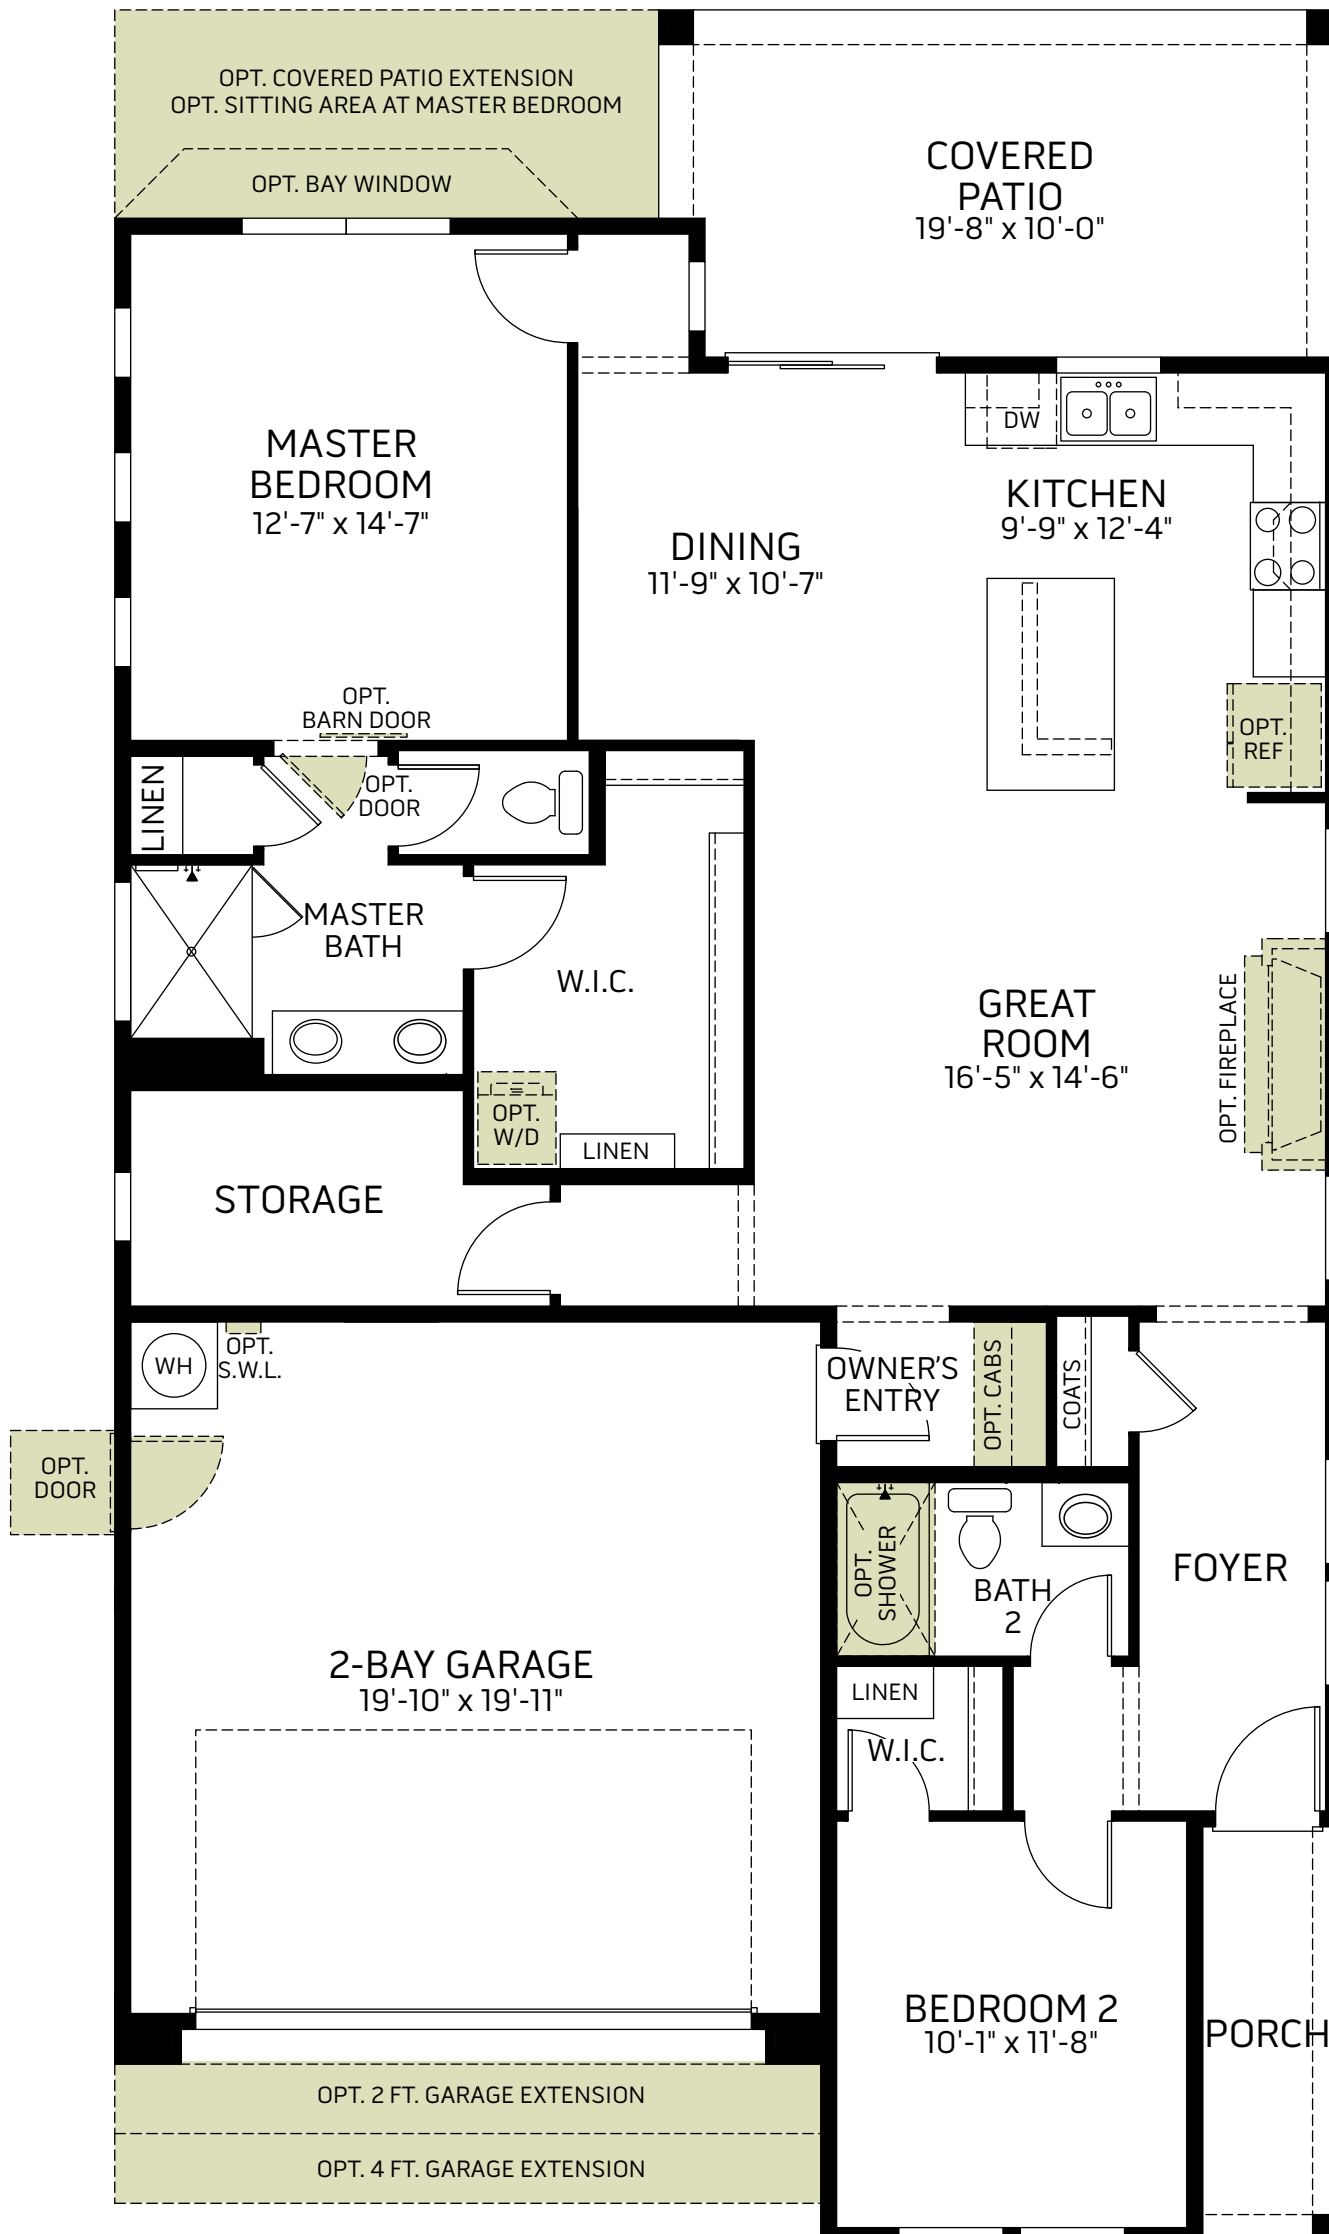 OPT. COVERED PATIO EXTENSION
OPT. SITTING AREA AT MASTER BEDROOM
OPT. BAY WINDOW
COVERED
PATIO
19'-8" x 10'-0"
MASTER
BEDROOM
12'-7" x 14'-7"
DINING
11'-9" x 10'-7"
DW
KITCHEN
9'-9" x 12'-4"
OPT.
REF
OPT.
BARN DOOR
LINEN
OPT.
DOOR
MASTER
BATH
W.I.C.
GREAT
ROOM
16'-5" x 14'-6"
OPT. FIREPLACE
OPT.
W/D
LINEN
STORAGE
WH
OPT.
S.W.L.
OWNER'S
ENTRY
OPT. CABS
COATS
OPT.
DOOR
OPT.
SHOWER
BATH
2
FOYER
2-BAY GARAGE
19'-10" x 19'-11"
LINEN
W.I.C.
BEDROOM 2
10'-1" x 11'-8"
PORCH
OPT. 2 FT. GARAGE EXTENSION
OPT. 4 FT. GARAGE EXTENSION